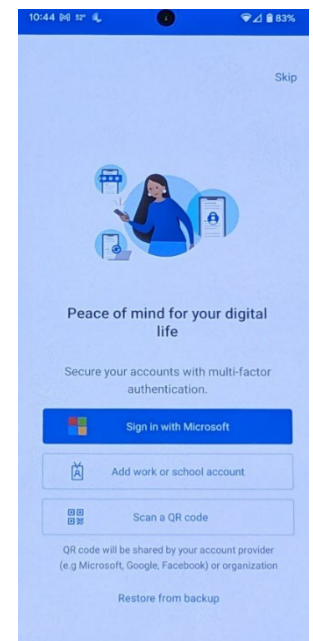 10:44 52° 83%
Skip
Peace of mind for your digital
life
Secure your accounts with multi-factor
authentication.
Sign in with Microsoft
Add work or school account
Scan a QR code
QR code will be shared by your account provider
(e.g Microsoft, Google, Facebook) or organization
Restore from backup